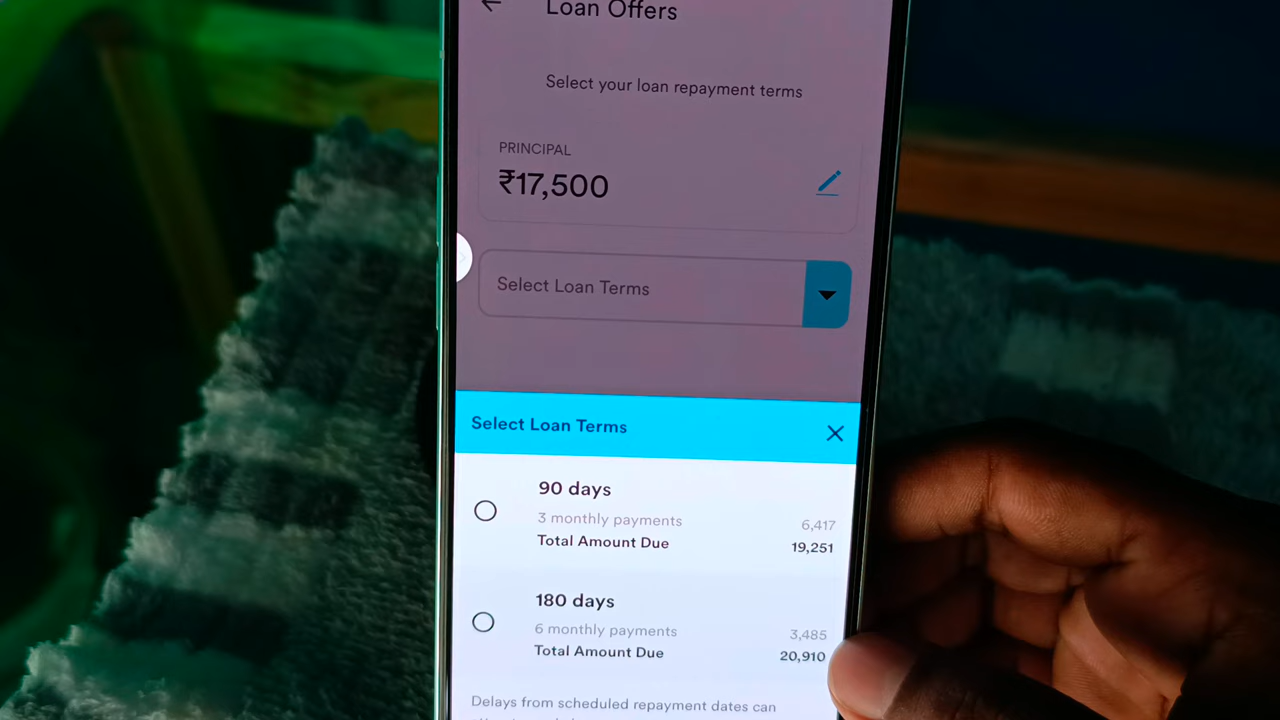 Loan Offers
Select your loan repayment terms
PRINCIPAL
₹17,500
Select Loan Terms
Select Loan Terms
90 days
3 monthly payments 6,417
Total Amount Due 19,251
180 days
6 monthly payments 3,485
Total Amount Due 20,910
Delays from scheduled repayment dates can